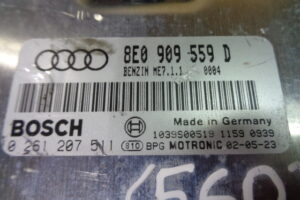 8E0 909 559 D
BENZIN ME7.1.1 0004
Made in Germany
BOSCH
1039S00519 1159 0939
0 261 207 511 810 BPG MOTRONIC 02-05-23